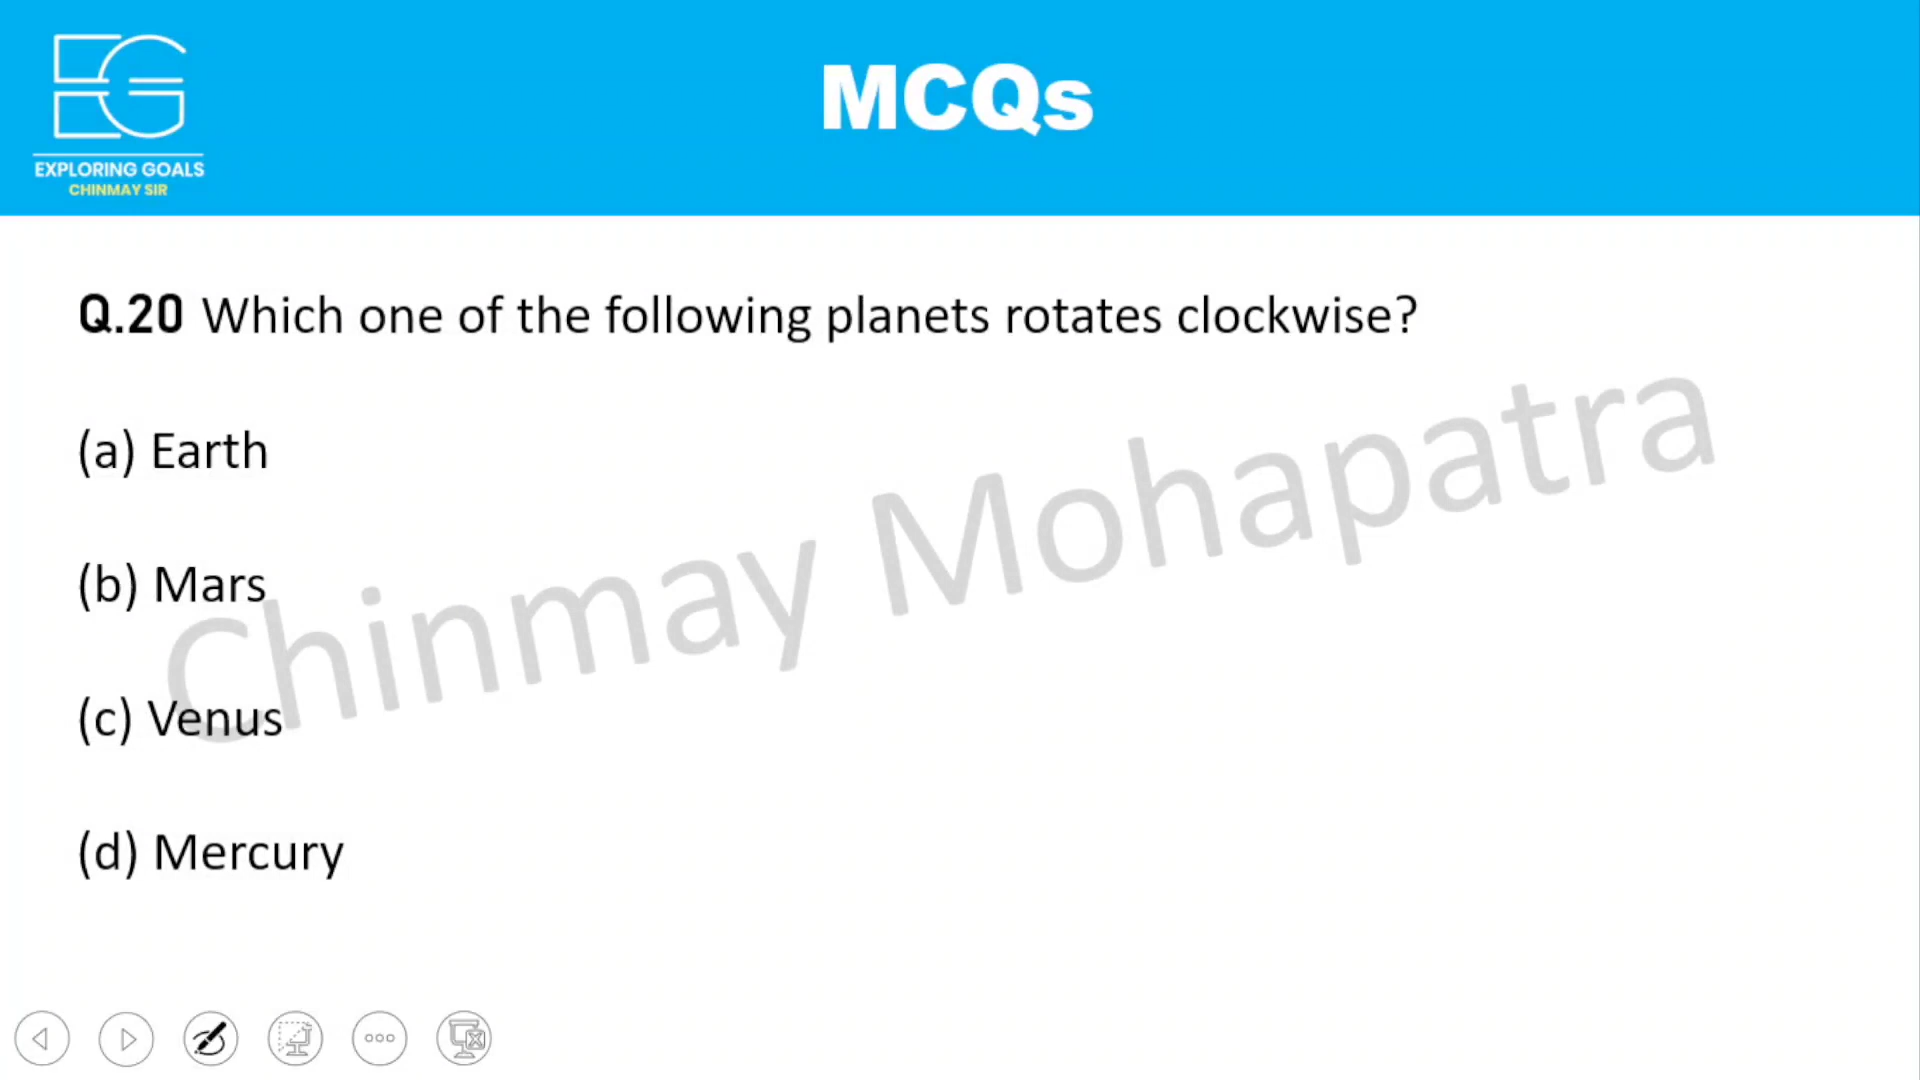 EG
EXPLORING GOALS
CHINMAY SIR
MCQs
Q.20 Which one of the following planets rotates clockwise?
(a) Earth
(b) Mars
(c) Venus
(d) Mercury
Chinmay Mohapatra